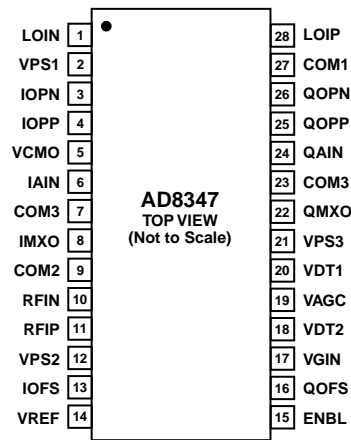 LOIN 1
VPS1 2
IOPN 3
IOPP 4
VCMO 5
IAIN 6
COM3 7
IMXO 8
COM2 9
RFIN 10
RFIP 11
VPS2 12
IOFS 13
VREF 14
AD8347
TOP VIEW
(Not to Scale)
28 LOIP
27 COM1
26 QOPN
25 QOPP
24 QAIN
23 COM3
22 QMXO
21 VPS3
20 VDT1
19 VAGC
18 VDT2
17 VGIN
16 QOFS
15 ENBL